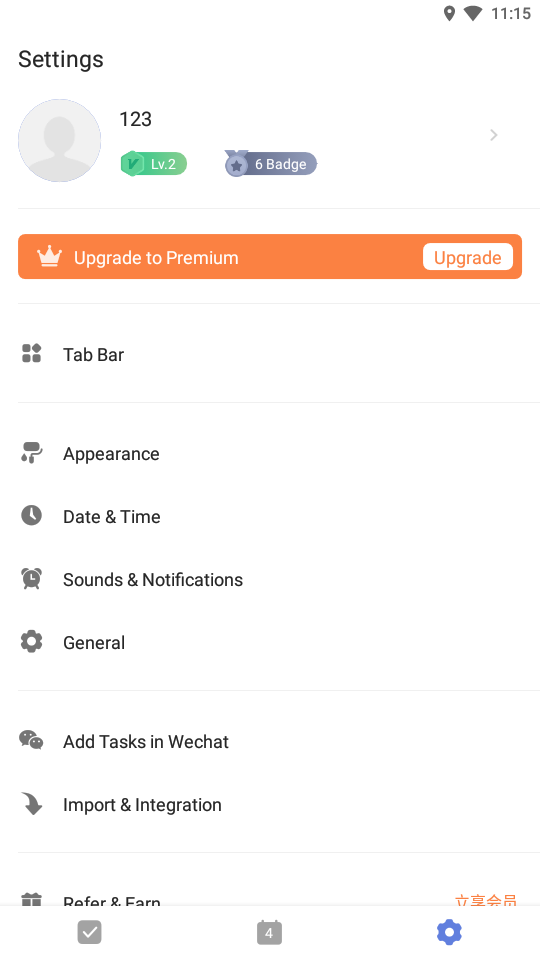 11:15
Settings
123
Lv.2
6 Badge
Upgrade to Premium
Upgrade
Tab Bar
Appearance
Date & Time
Sounds & Notifications
General
Add Tasks in Wechat
Import & Integration
Refer & Earn
立享会员
4